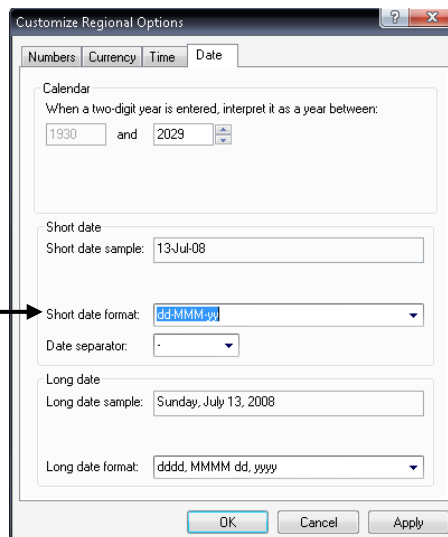 Customize Regional Options
Numbers Currency Time Date
Calendar
When a two-digit year is entered, interpret it as a year between:
1930 and 2029
Short date
Short date sample: 13-Jul-08
Short date format: dd-MMM-yy
Date separator: -
Long date
Long date sample: Sunday, July 13, 2008
Long date format: dddd, MMMM dd, yyyy
OK Cancel Apply